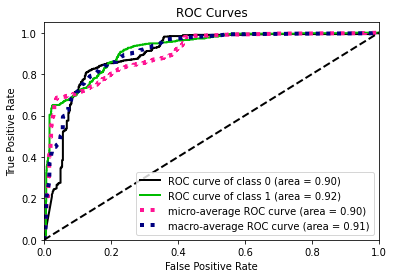 ROC Curves
1.0
0.8
0.6
0.4
0.2
0.0
True Positive Rate
ROC curve of class 0 (area = 0.90)
ROC curve of class 1 (area = 0.92)
micro-average ROC curve (area = 0.90)
macro-average ROC curve (area = 0.91)
0.0 0.2 0.4 0.6 0.8 1.0
False Positive Rate